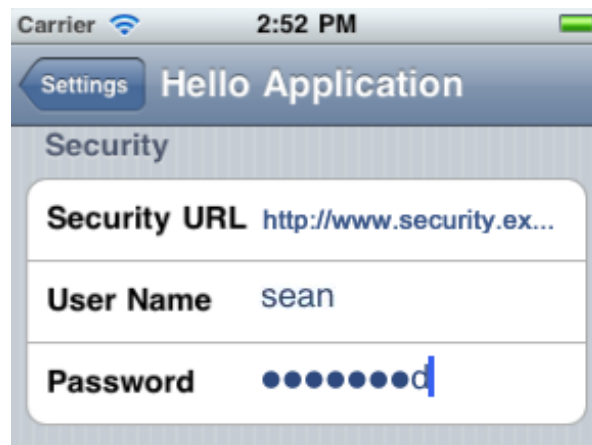 Carrier 2:52 PM
Settings Hello Application
Security
Security URL http://www.security.ex...
User Name sean
Password ●●●●●●●d